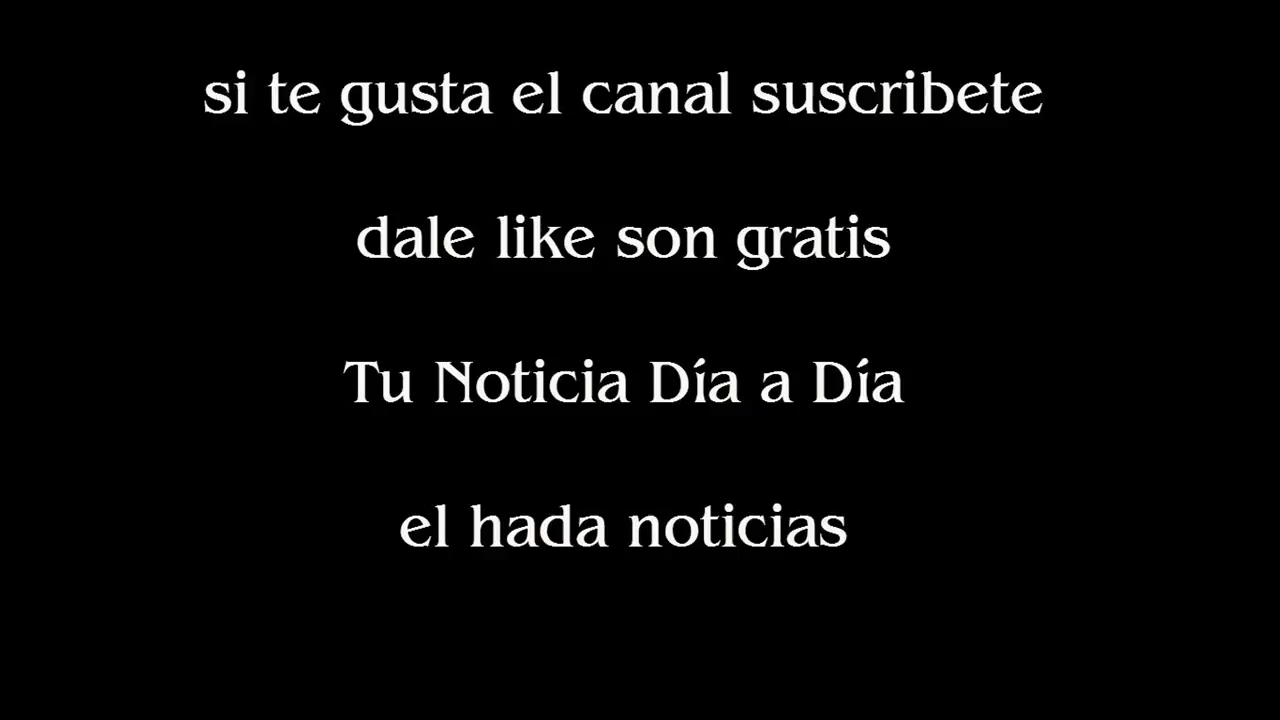 si te gusta el canal suscribete
dale like son gratis
Tu Noticia Día a Día
el hada noticias